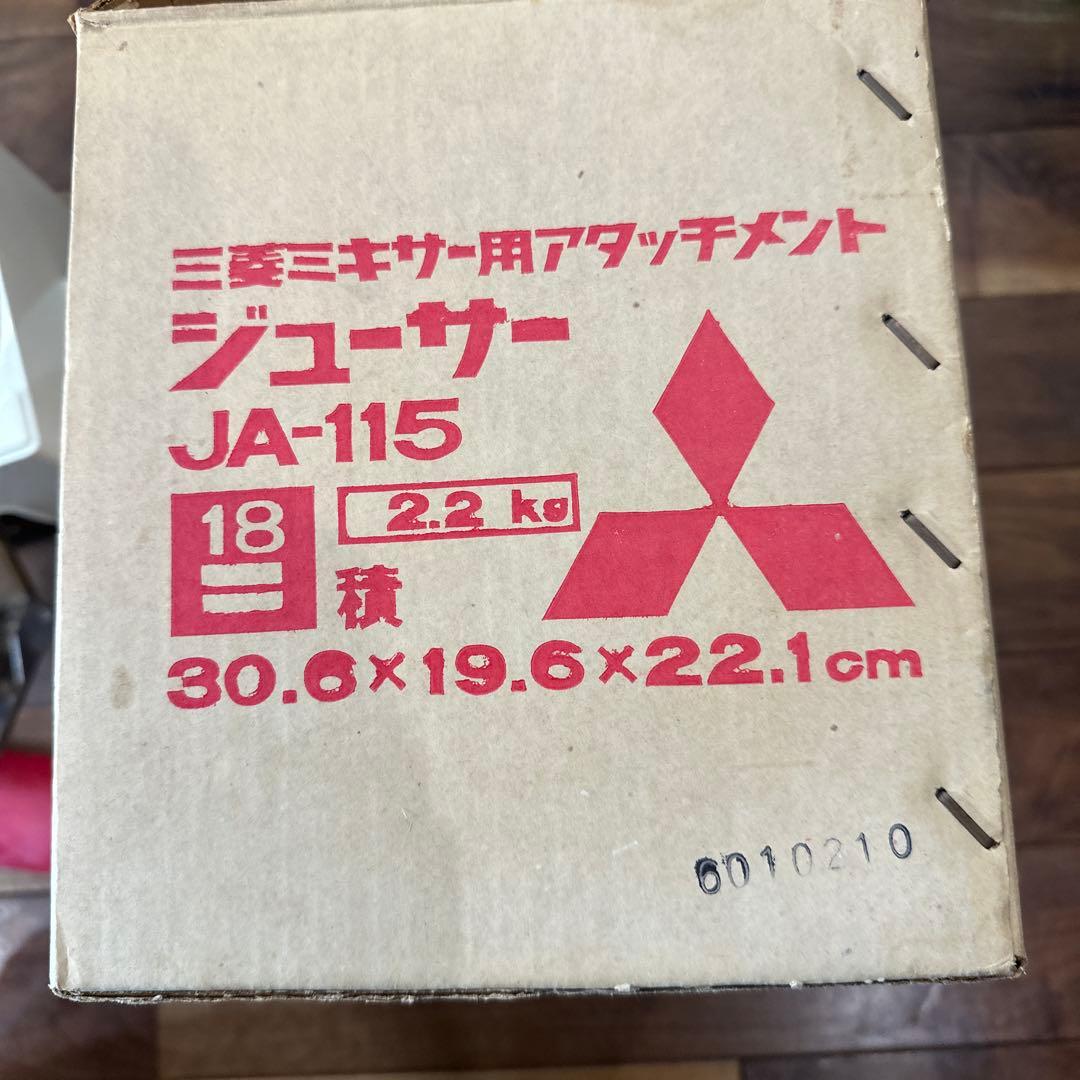 三菱ミキサー用アタッチメント
ジューサー
JA-115
18
2.2 kg
積
30.6×19.6×22.1cm
6010210